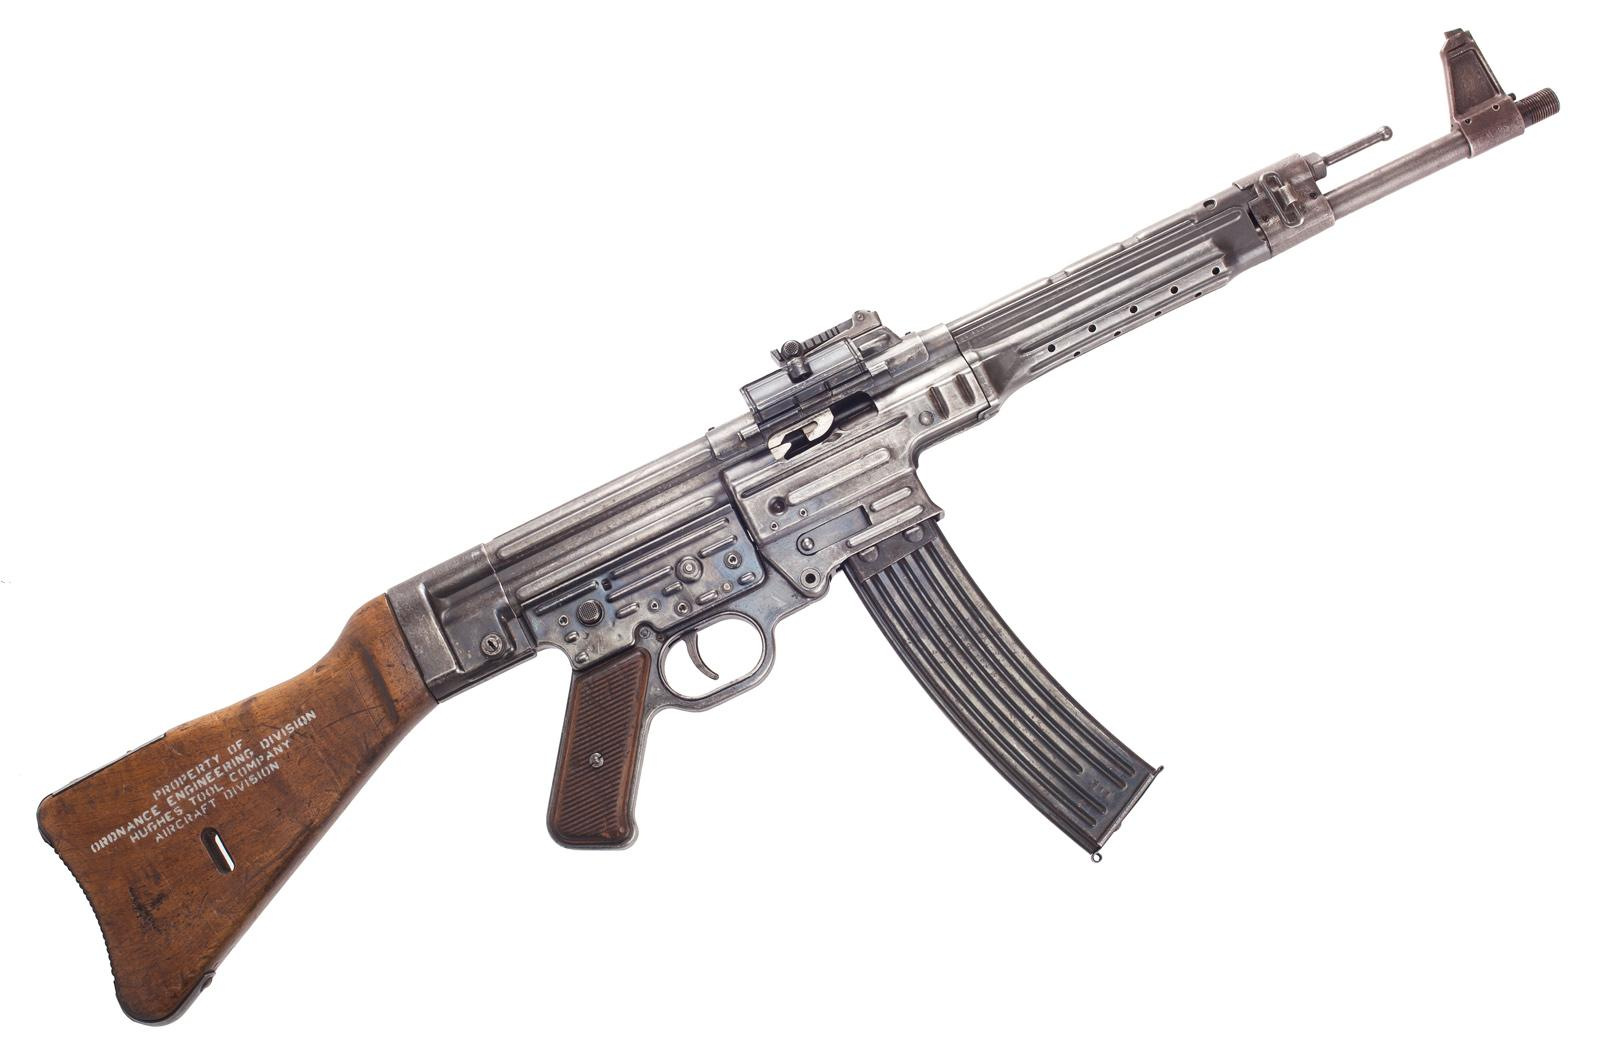 PROPERTY OF
ORDNANCE ENGINEERING DIVISION
HUGHES TOOL COMPANY
AIRCRAFT DIVISION